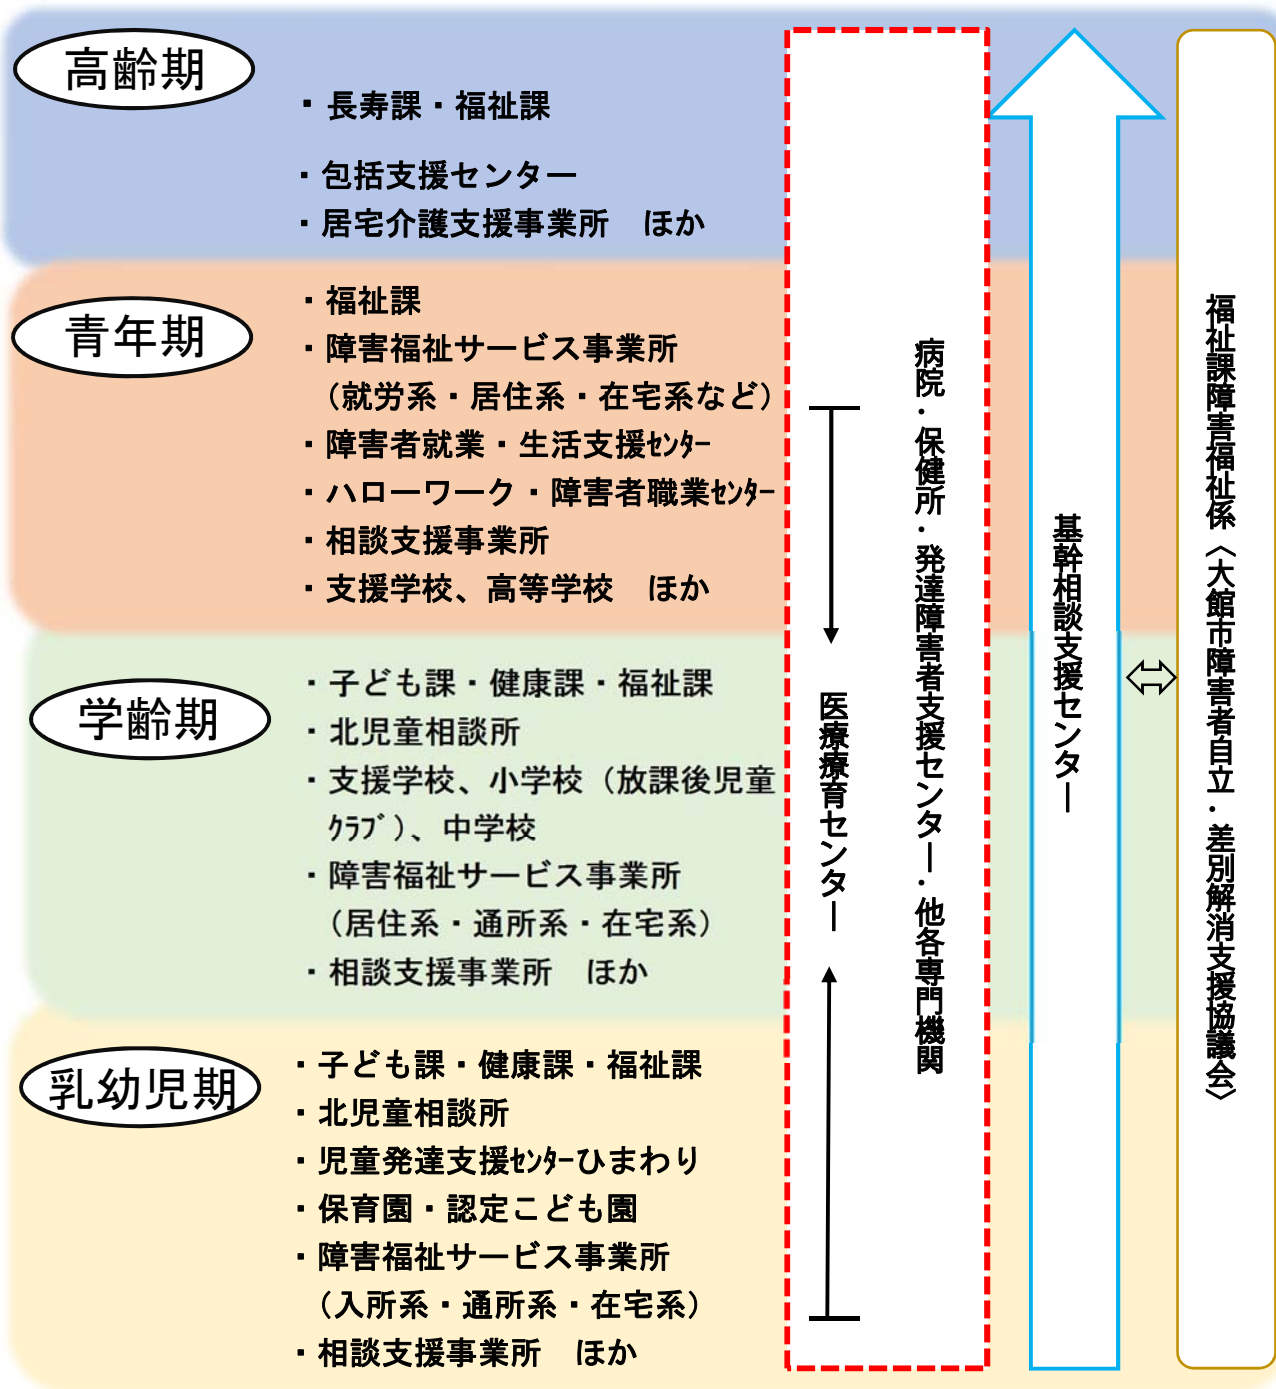 高齢期
・長寿課・福祉課
・包括支援センター
・居宅介護支援事業所　ほか
青年期
・福祉課
・障害福祉サービス事業所
（就労系・居住系・在宅系など）
・障害者就業・生活支援ｾﾝﾀｰ
・ハローワーク・障害者職業ｾﾝﾀｰ
・相談支援事業所
・支援学校、高等学校　ほか
学齢期
・子ども課・健康課・福祉課
・北児童相談所
・支援学校、小学校（放課後児童
ｸﾗﾌﾞ）、中学校
・障害福祉サービス事業所
（居住系・通所系・在宅系）
・相談支援事業所　ほか
乳幼児期
・子ども課・健康課・福祉課
・北児童相談所
・児童発達支援ｾﾝﾀｰひまわり
・保育園・認定こども園
・障害福祉サービス事業所
（入所系・通所系・在宅系）
・相談支援事業所　ほか
医療療育センター
病院・保健所・発達障害者支援センター・他各専門機関
基幹相談支援センター
福祉課障害福祉係〈大館市障害者自立・差別解消支援協議会〉